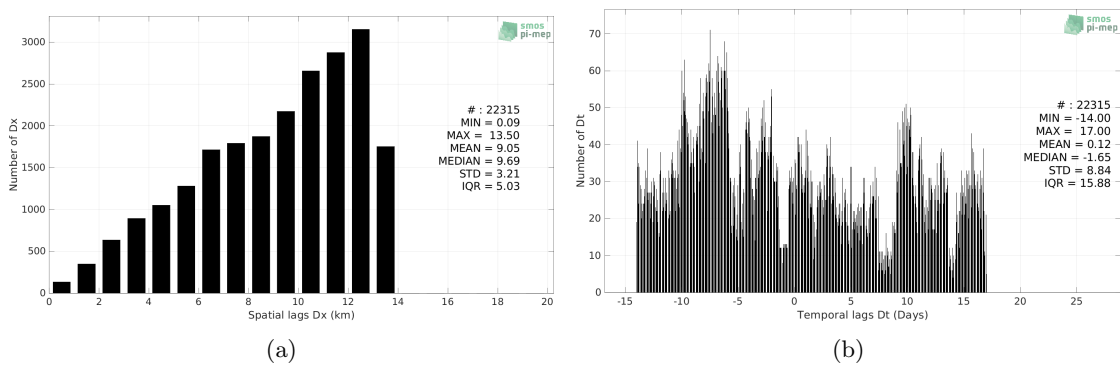 smos
pi-mep
3000
2500
2000
1500
1000
500
0
Number of Dx
# : 22315
MIN = 0.09
MAX = 13.50
MEAN = 9.05
MEDIAN = 9.69
STD = 3.21
IQR = 5.03
0 2 4 6 8 10 12 14 16 18 20
Spatial lags Dx (km)
(a)
smos
pi-mep
70
60
50
40
30
20
10
0
Number of Dt
# : 22315
MIN = -14.00
MAX = 17.00
MEAN = 0.12
MEDIAN = -1.65
STD = 8.84
IQR = 15.88
-15 -10 -5 0 5 10 15 20 25
Temporal lags Dt (Days)
(b)